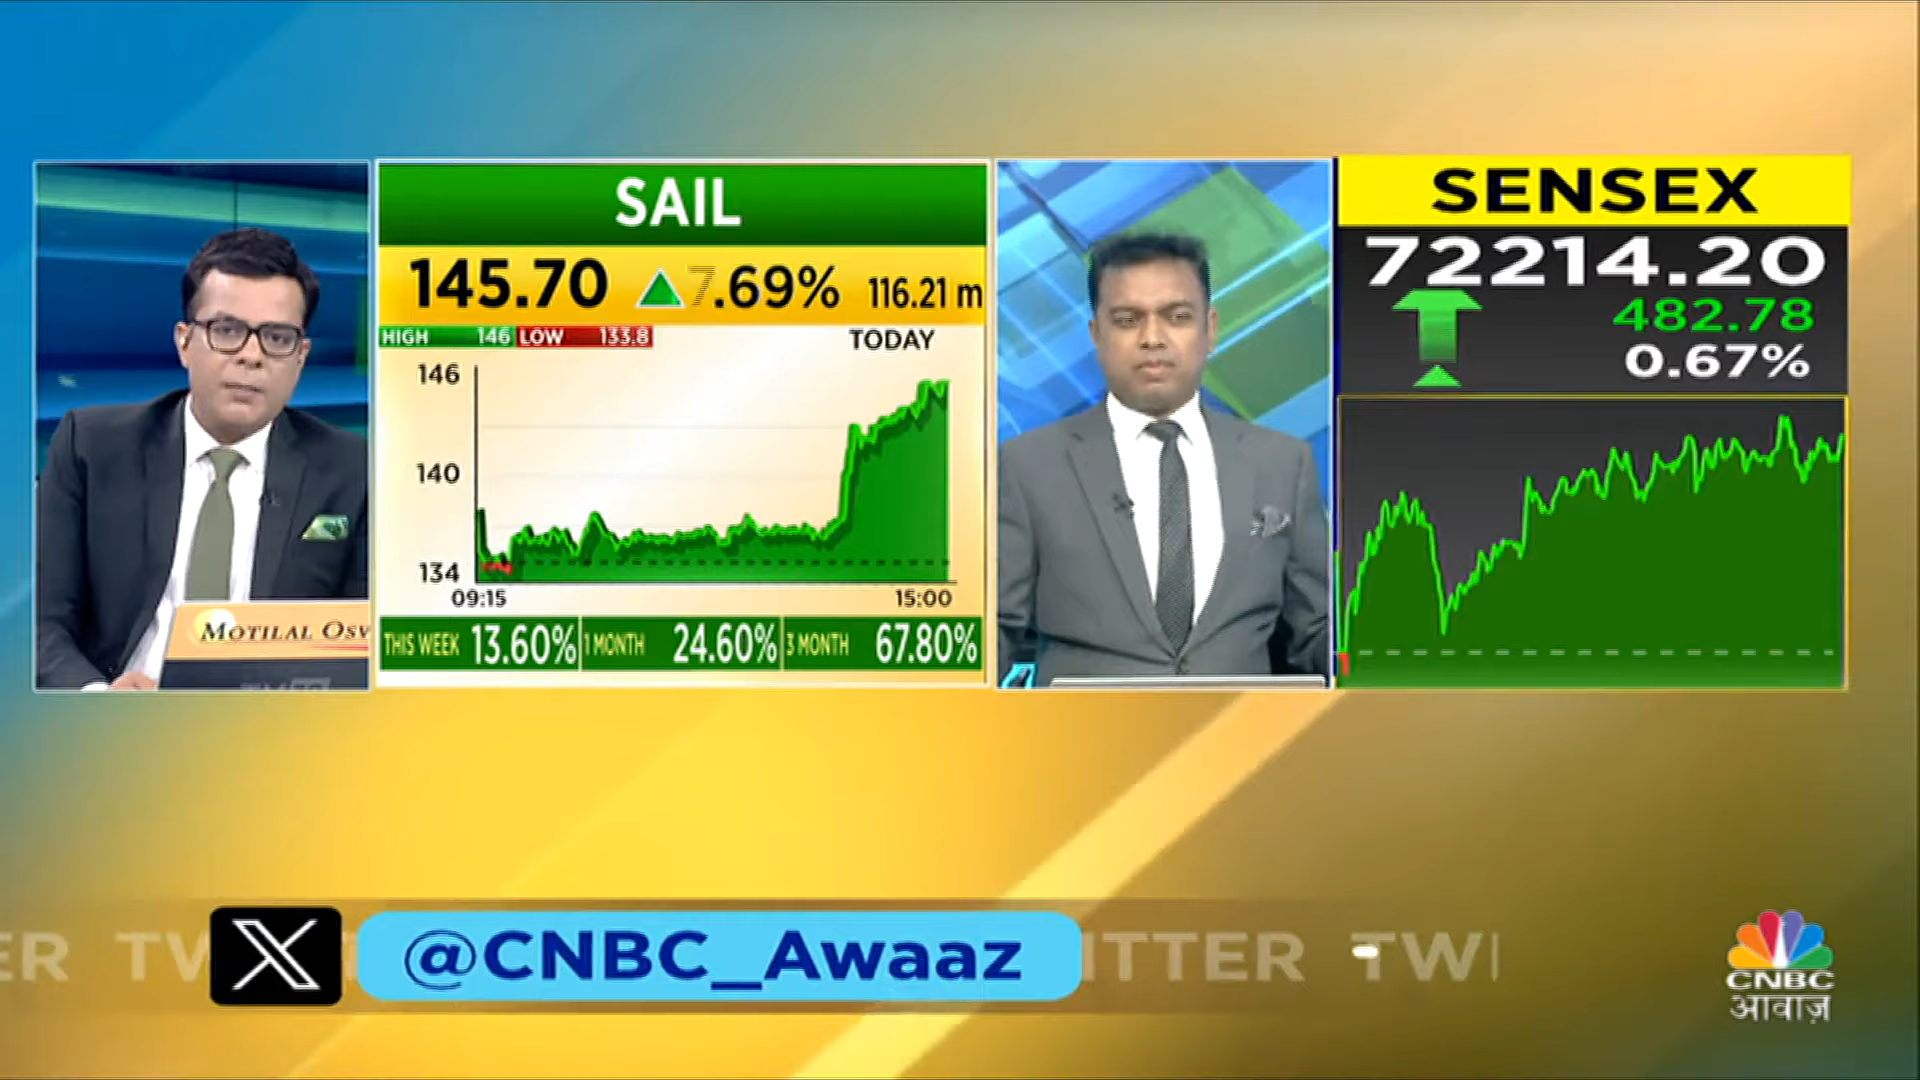 SAIL
145.70 7.69% 116.21 m
HIGH 146 LOW 133.8
TODAY
146
140
134
09:15 15:00
THIS WEEK 13.60% 1 MONTH 24.60% 3 MONTH 67.80%
MOTILAL OSW
SENSEX
72214.20
482.78
0.67%
ER TW @CNBC_Awaaz ITTER TWI
CNBC
आवाज़